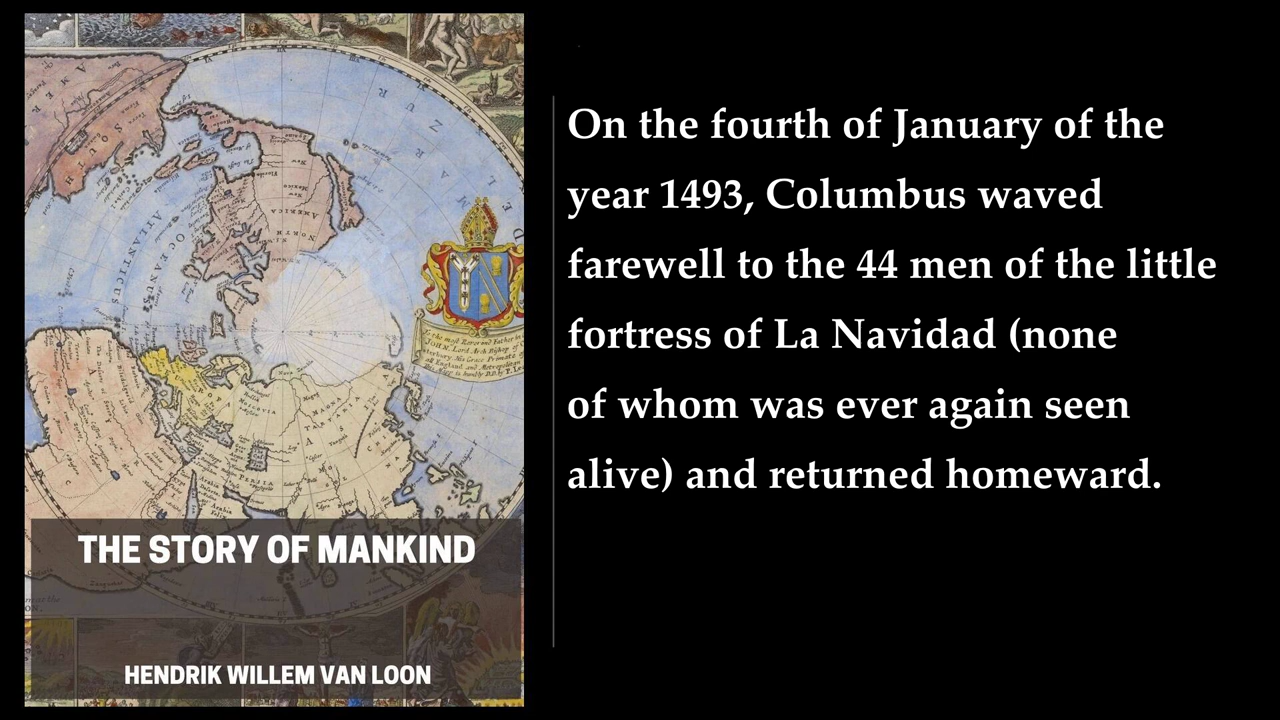 THE STORY OF MANKIND
HENDRIK WILLEM VAN LOON
On the fourth of January of the
year 1493, Columbus waved
farewell to the 44 men of the little
fortress of La Navidad (none
of whom was ever again seen
alive) and returned homeward.